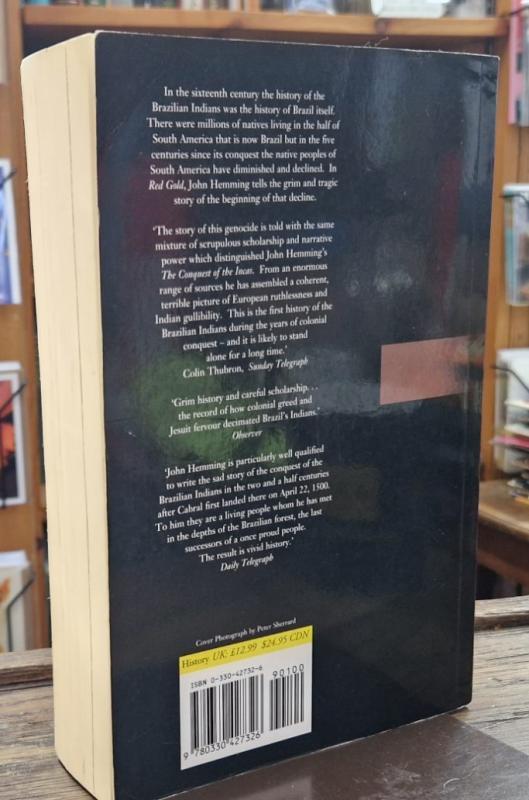 In the sixteenth century the history of the
Brazilian Indians was the history of Brazil itself.
There were millions of natives living in the half of
South America that is now Brazil but in the five
centuries since its conquest the native peoples of
South America have diminished and declined. In
Red Gold, John Hemming tells the grim and tragic
story of the beginning of that decline.
'The story of this genocide is told with the same
mixture of scrupulous scholarship and narrative
power which distinguished John Hemming's
The Conquest of the Incas. From an enormous
range of sources he has assembled a coherent,
terrible picture of European ruthlessness and
Indian gullibility. This is the first history of the
Brazilian Indians during the years of colonial
conquest – and it is likely to stand
alone for a long time.'
Colin Thubron, Sunday Telegraph
'Grim history and careful scholarship. . .
the record of how colonial greed and
Jesuit fervour decimated Brazil's Indians.'
Observer
'John Hemming is particularly well qualified
to write the sad story of the conquest of the
Brazilian Indians in the two and a half centuries
after Cabral first landed there on April 22, 1500.
To him they are a living people whom he has met
in the depths of the Brazilian forest, the last
successors of a once proud people.
The result is vivid history.'
Daily Telegraph
Cover Photograph by Peter Sherrard
History UK: £12.99 $24.95 CDN
ISBN 0-330-42732-6
90100
9 780330 427326